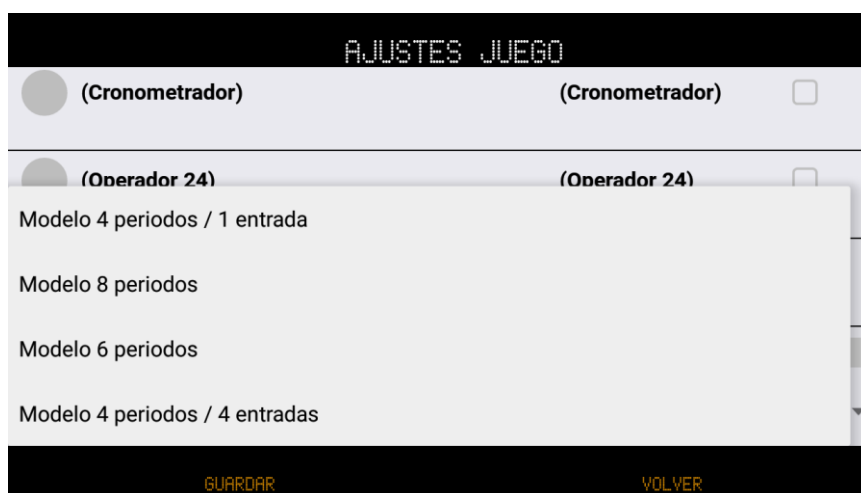 AJUSTES JUEGO
(Cronometrador) (Cronometrador)
(Operador 24) (Operador 24)
Modelo 4 periodos / 1 entrada
Modelo 8 periodos
Modelo 6 periodos
Modelo 4 periodos / 4 entradas
GUARDAR VOLVER